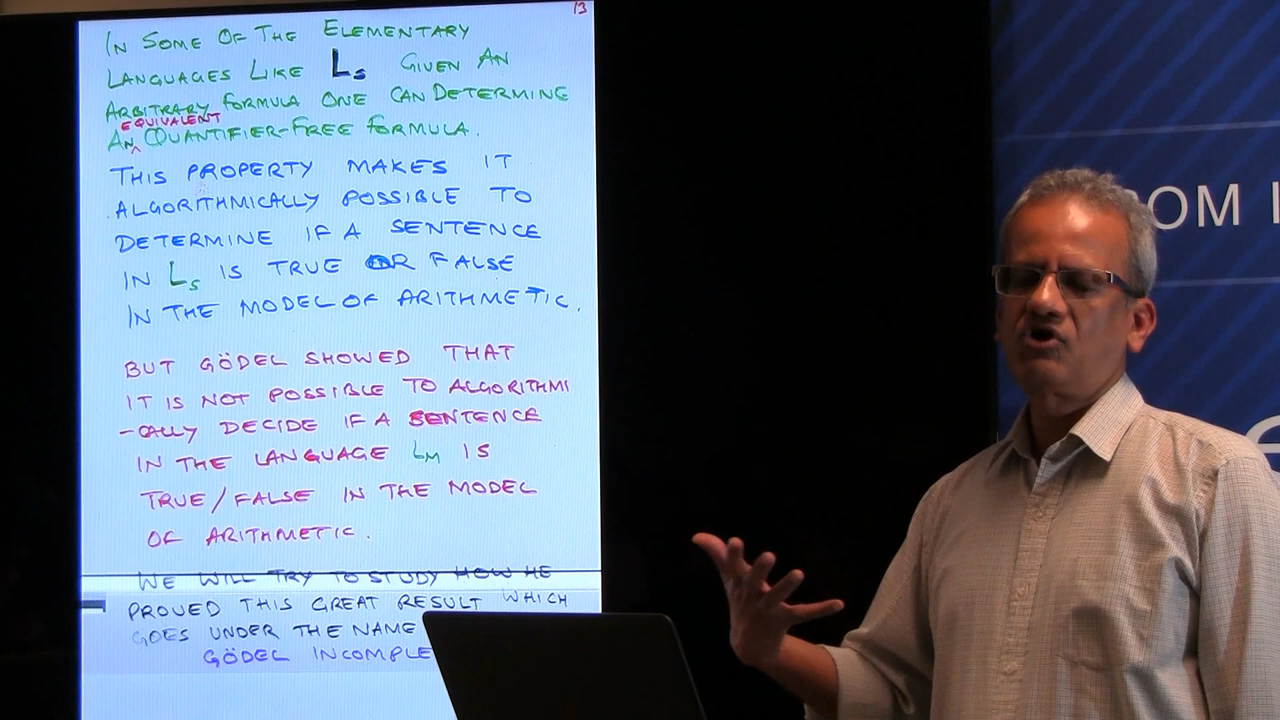 13
IN SOME OF THE ELEMENTARY
LANGUAGES LIKE Ls GIVEN AN
ARBITRARY FORMULA ONE CAN DETERMINE
AN EQUIVALENT QUANTIFIER-FREE FORMULA.
THIS PROPERTY MAKES IT
ALGORITHMICALLY POSSIBLE TO
DETERMINE IF A SENTENCE
IN Ls IS TRUE OR FALSE
IN THE MODEL OF ARITHMETIC.
BUT GÖDEL SHOWED THAT
IT IS NOT POSSIBLE TO ALGORITHMI
-CALLY DECIDE IF A SENTENCE
IN THE LANGUAGE LM IS
TRUE/FALSE IN THE MODEL
OF ARITHMETIC.
WE WILL TRY TO STUDY HOW HE
PROVED THIS GREAT RESULT WHICH
GOES UNDER THE NAME
GÖDEL INCOMPLE
OM